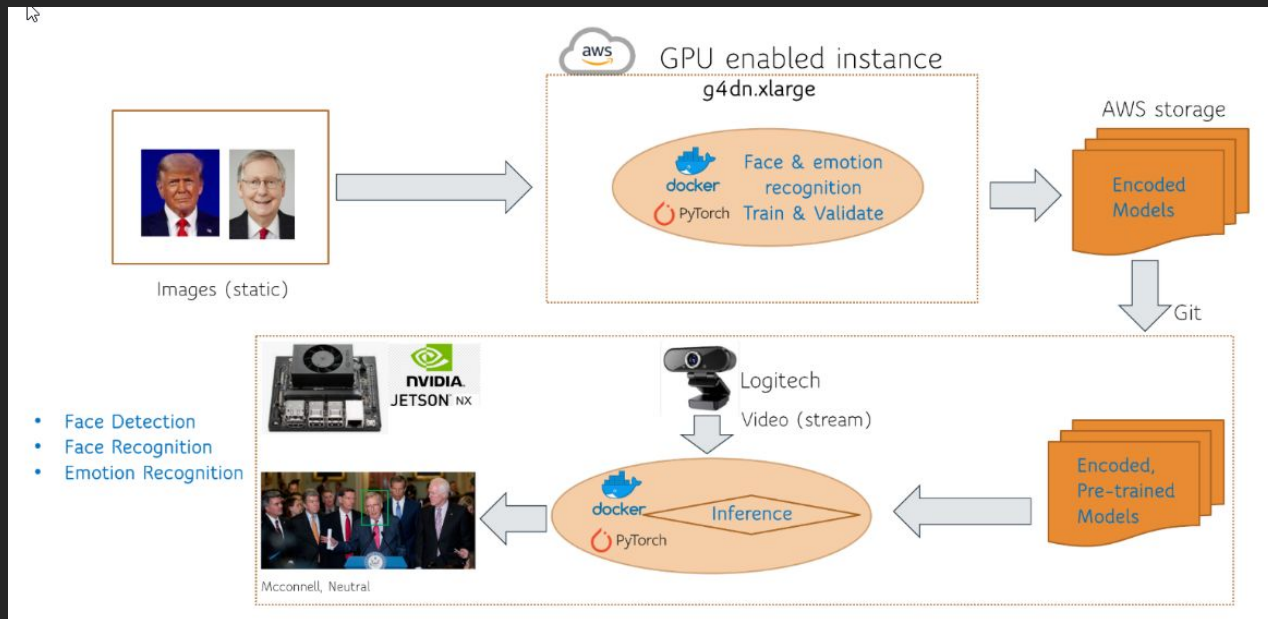 aws
GPU enabled instance
g4dn.xlarge
AWS storage
docker
PyTorch
Face & emotion
recognition
Train & Validate
Encoded
Models
Images (static)
Git
NVIDIA.
JETSON NX
Logitech
Video (stream)
• Face Detection
• Face Recognition
• Emotion Recognition
docker
PyTorch
Inference
Encoded,
Pre-trained
Models
Mcconnell, Neutral